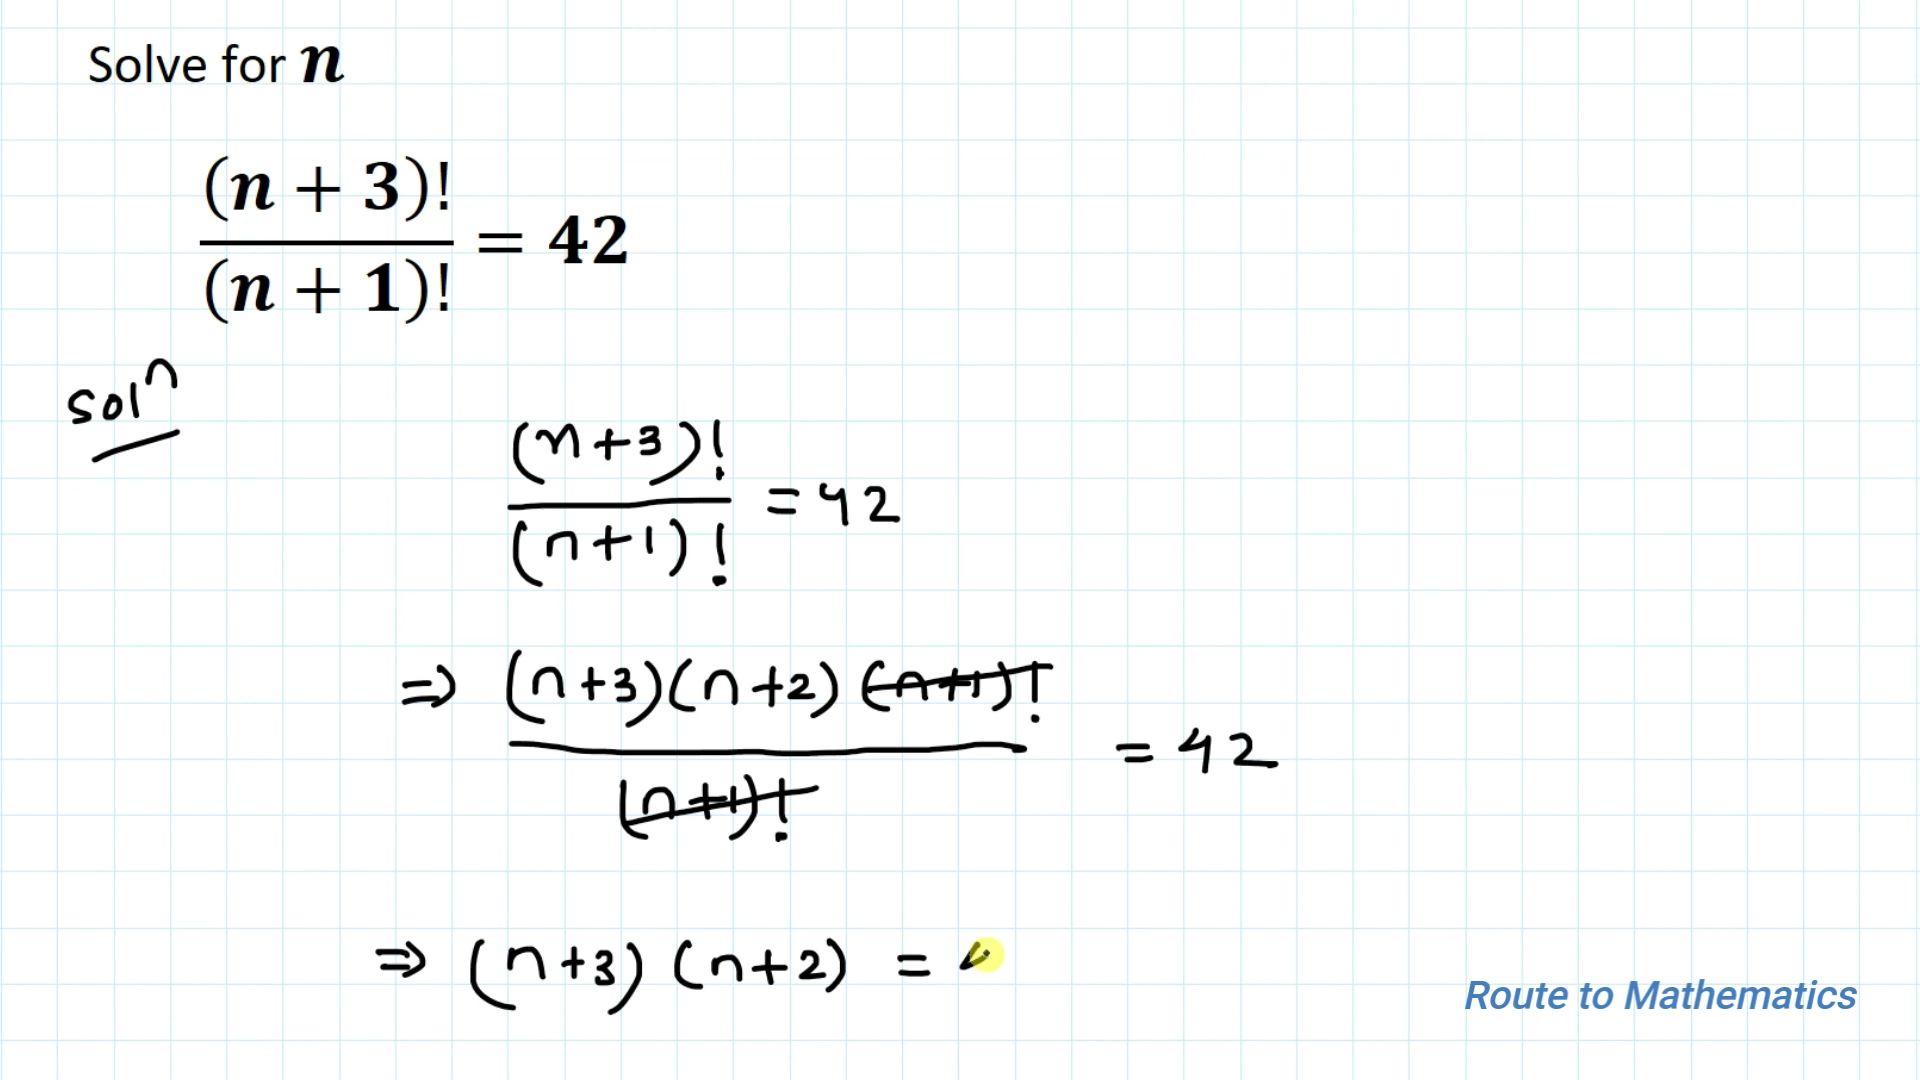 Solve for n
(n + 3)!
(n + 1)!
= 42
solⁿ
(n+3)!
(n+1)!
= 42
⇒ (n+3)(n+2)(n+1)!
(n+1)!
= 42
⇒ (n+3)(n+2) =
Route to Mathematics